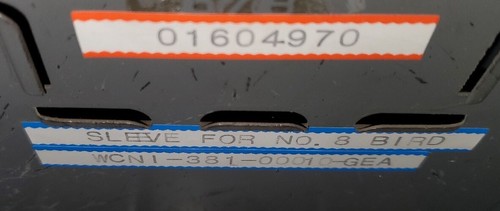 01604970
SLEEVE FOR NO. 8 BIRD
WCNI-381-00010-GEA